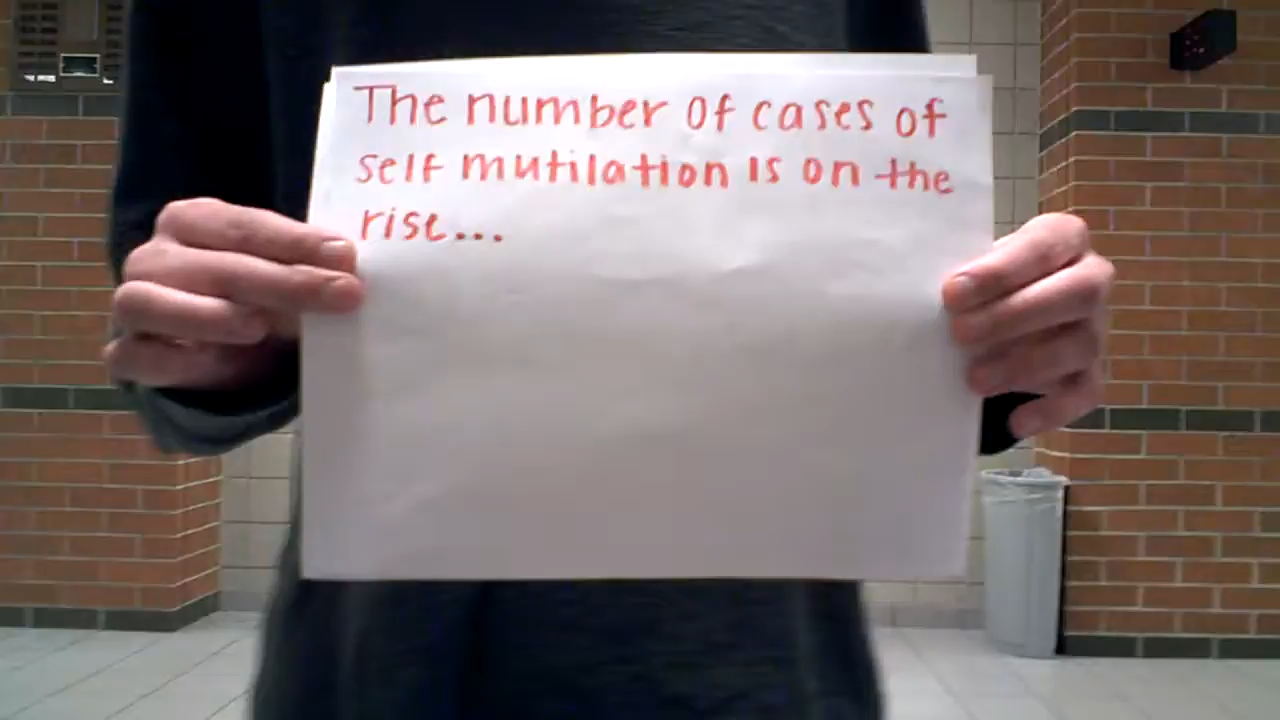 The number of cases of
self mutilation is on the
rise...